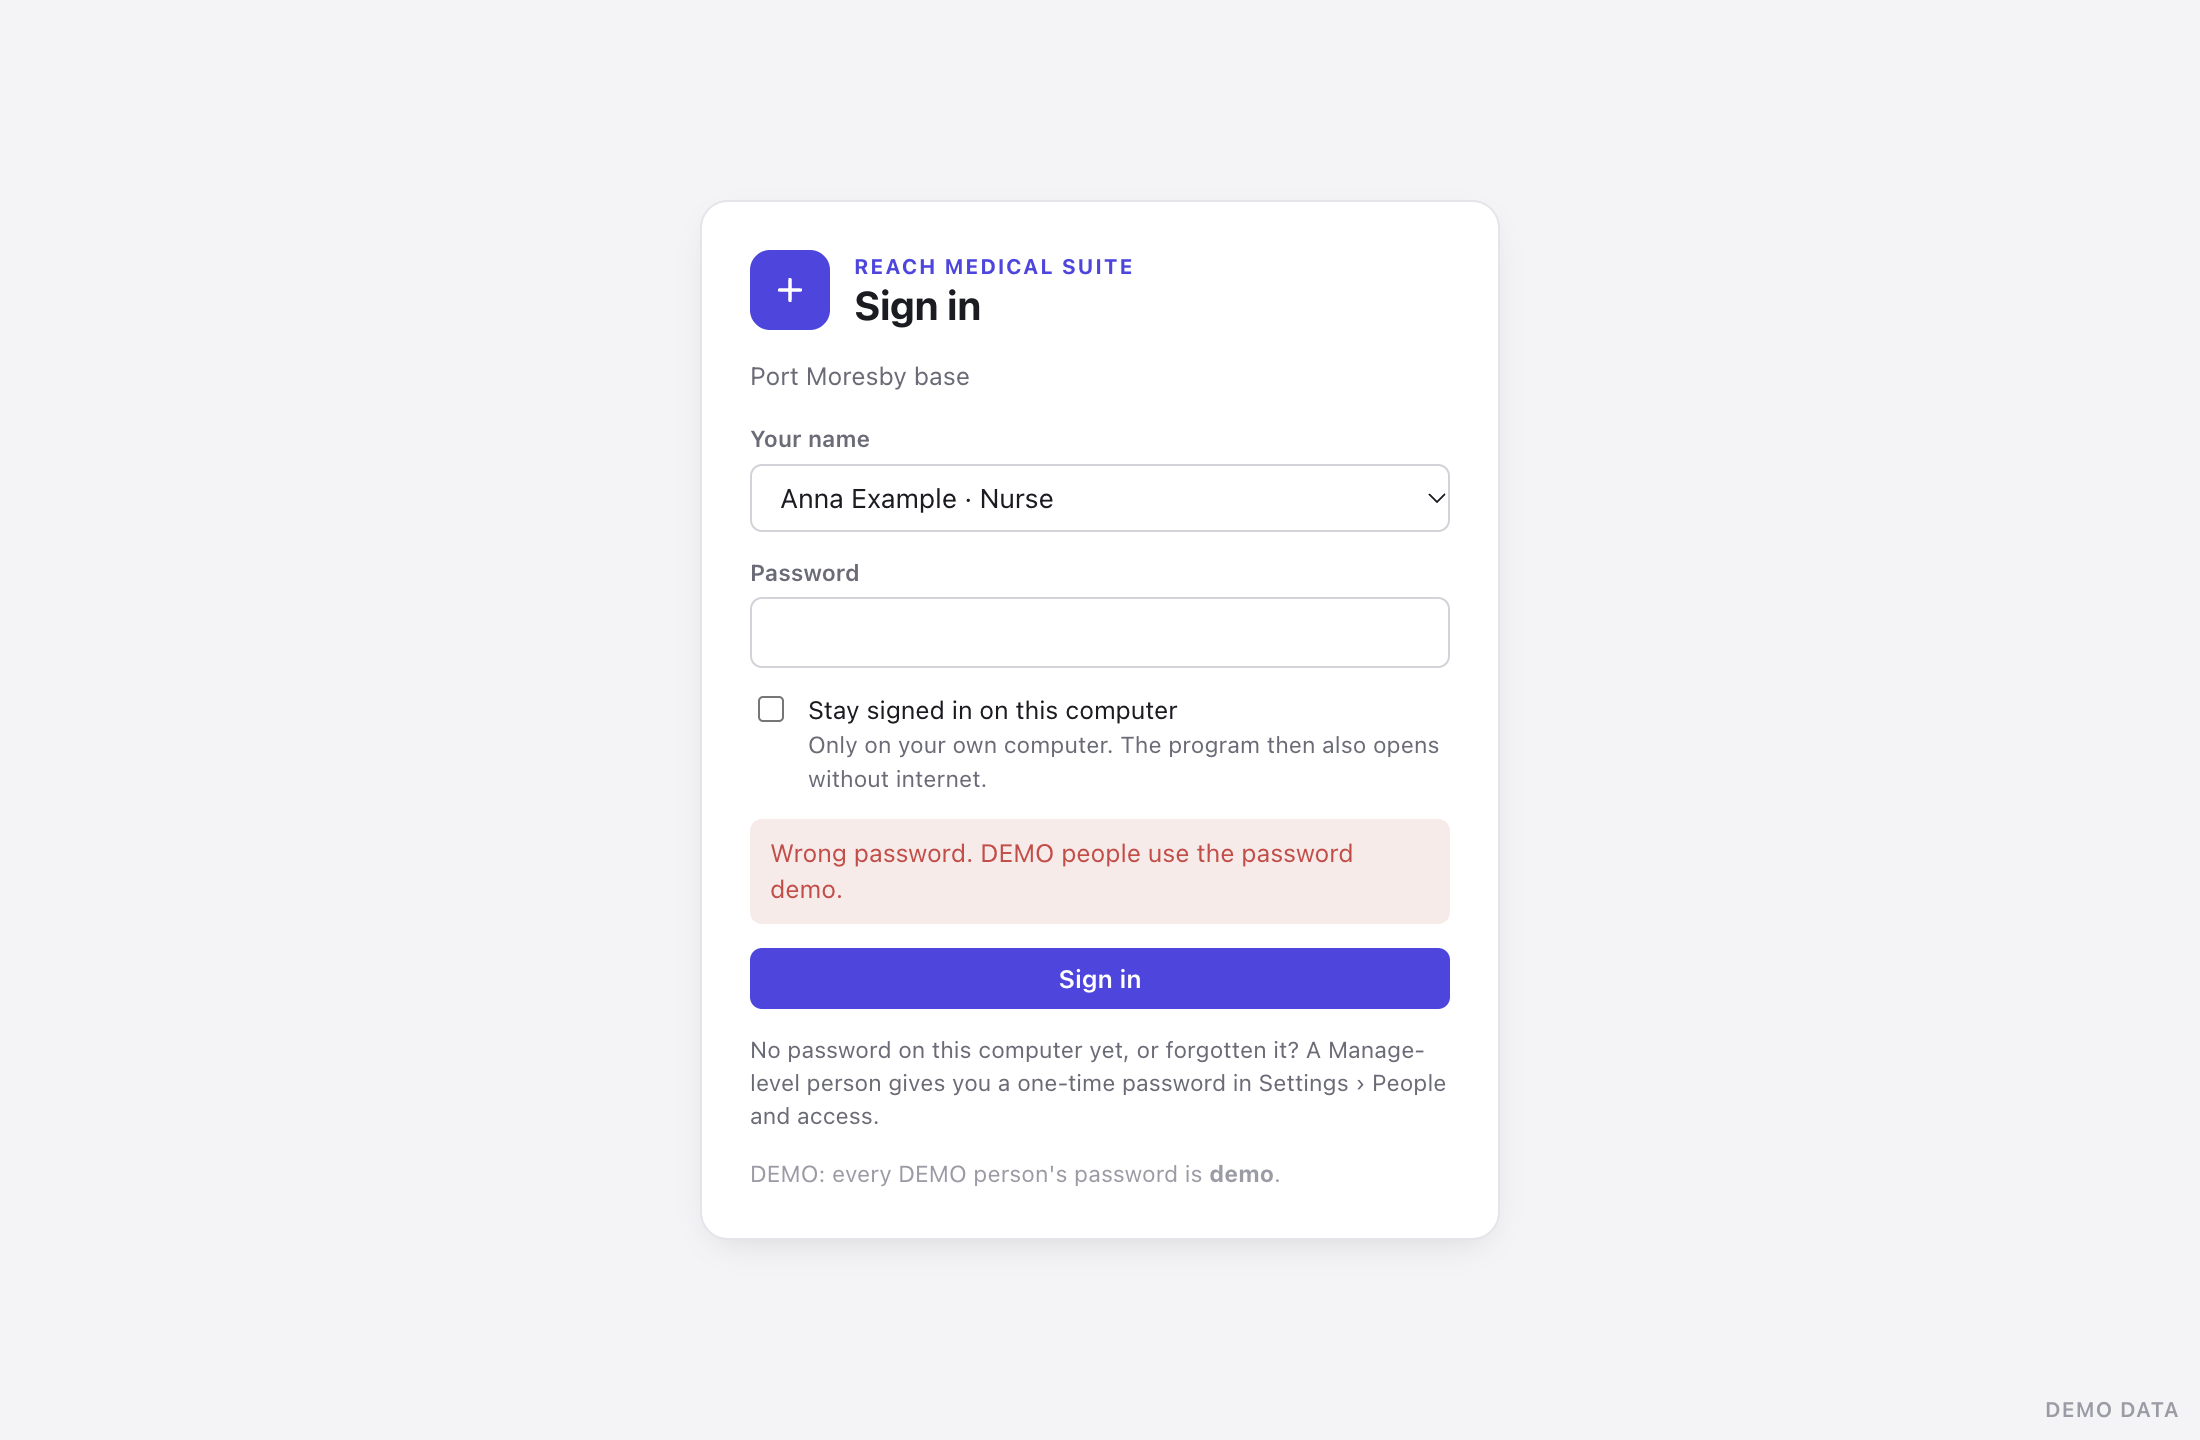 REACH MEDICAL SUITE
Sign in
Port Moresby base
Your name
Anna Example · Nurse
Password
Stay signed in on this computer
Only on your own computer. The program then also opens
without internet.
Wrong password. DEMO people use the password
demo.
Sign in
No password on this computer yet, or forgotten it? A Manage-
level person gives you a one-time password in Settings › People
and access.
DEMO: every DEMO person's password is demo.
DEMO DATA